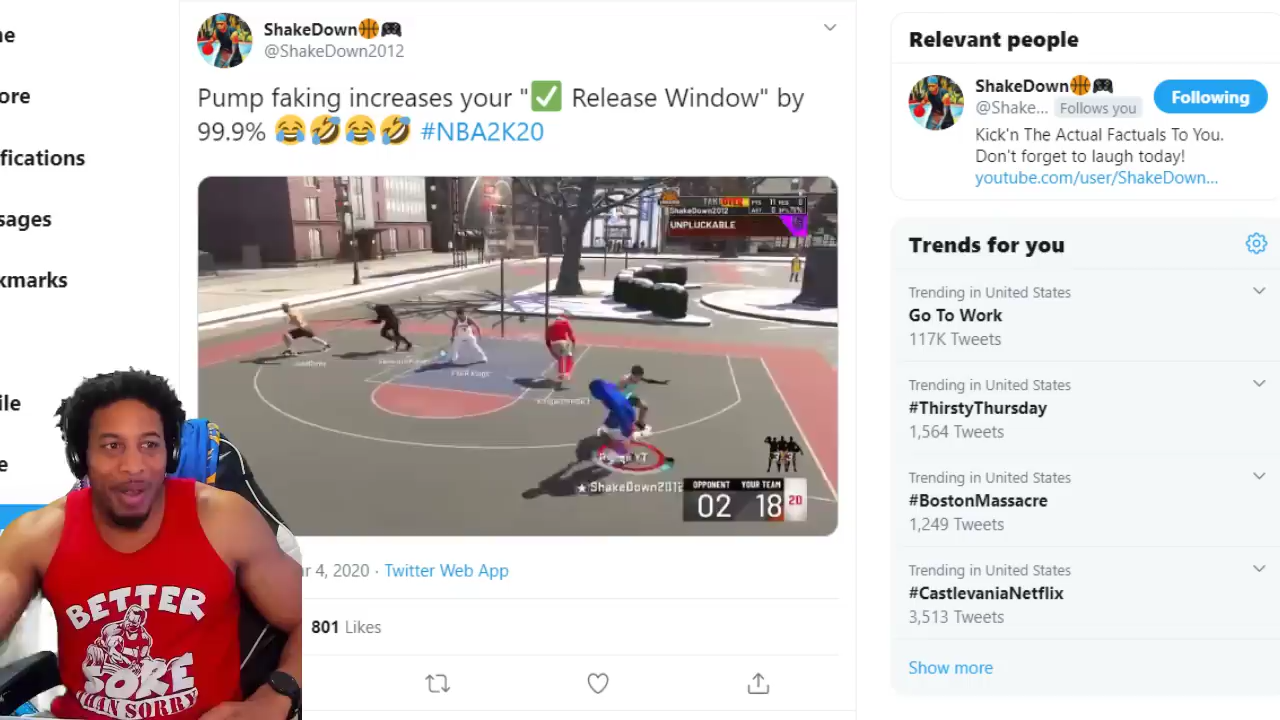 ne
ore
fications
sages
kmarks
ile
e
ShakeDown🏀🎮
@ShakeDown2012
Pump faking increases your "✅ Release Window" by
99.9% 😂🤣😂🤣 #NBA2K20
TAKEOVER
ShakeDown2012
UNPLUCKABLE
★ ShakeDown2012
OPPONENT YOUR TEAM
02 18 20
r 4, 2020 · Twitter Web App
801 Likes
BETTER
SORE
THAN SORRY
Relevant people
ShakeDown🏀🎮
@Shake... Follows you
Following
Kick'n The Actual Factuals To You.
Don't forget to laugh today!
youtube.com/user/ShakeDown...
Trends for you
Trending in United States
Go To Work
117K Tweets
Trending in United States
#ThirstyThursday
1,564 Tweets
Trending in United States
#BostonMassacre
1,249 Tweets
Trending in United States
#CastlevaniaNetflix
3,513 Tweets
Show more